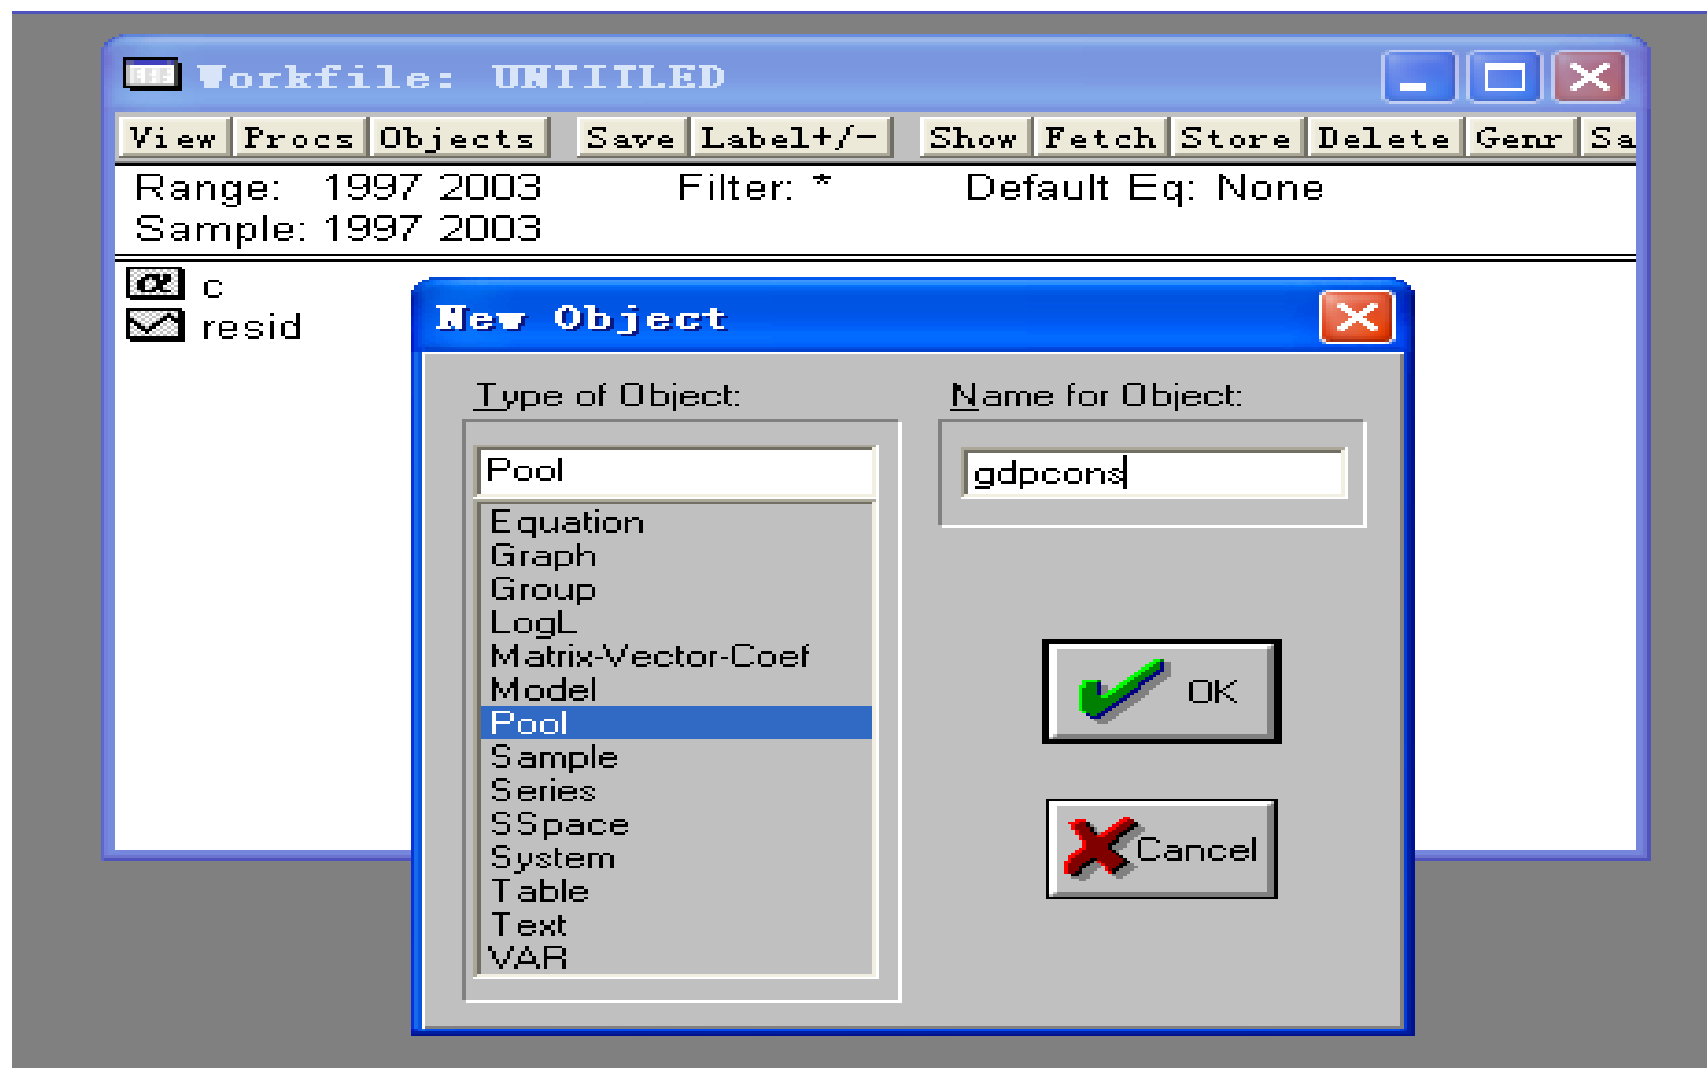 Workfile: UNTITLED
View Procs Objects Save Label+/- Show Fetch Store Delete Genr Sa
Range: 1997 2003 Filter: * Default Eq: None
Sample: 1997 2003
c
resid
New Object
Type of Object:
Name for Object:
Pool
gdpcons
Equation
Graph
Group
LogL
Matrix-Vector-Coef
Model
Pool
Sample
Series
SSpace
System
Table
Text
VAR
OK
Cancel